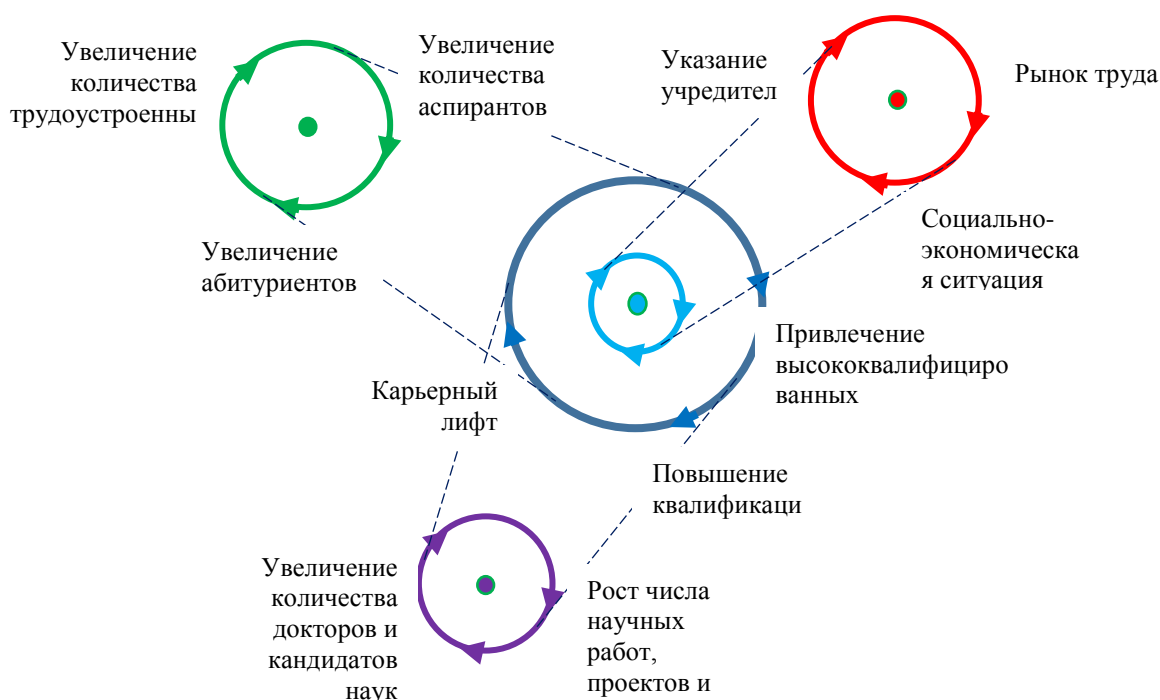 Увеличение
количества
трудоустроенны
Увеличение
количества
аспирантов
Указание
учредител
Рынок труда
Социально-
экономическа
я ситуация
Увеличение
абитуриентов
Привлечение
высококвалифициро
ванных
Карьерный
лифт
Повышение
квалификаци
Увеличение
количества
докторов и
кандидатов
наук
Рост числа
научных
работ,
проектов и